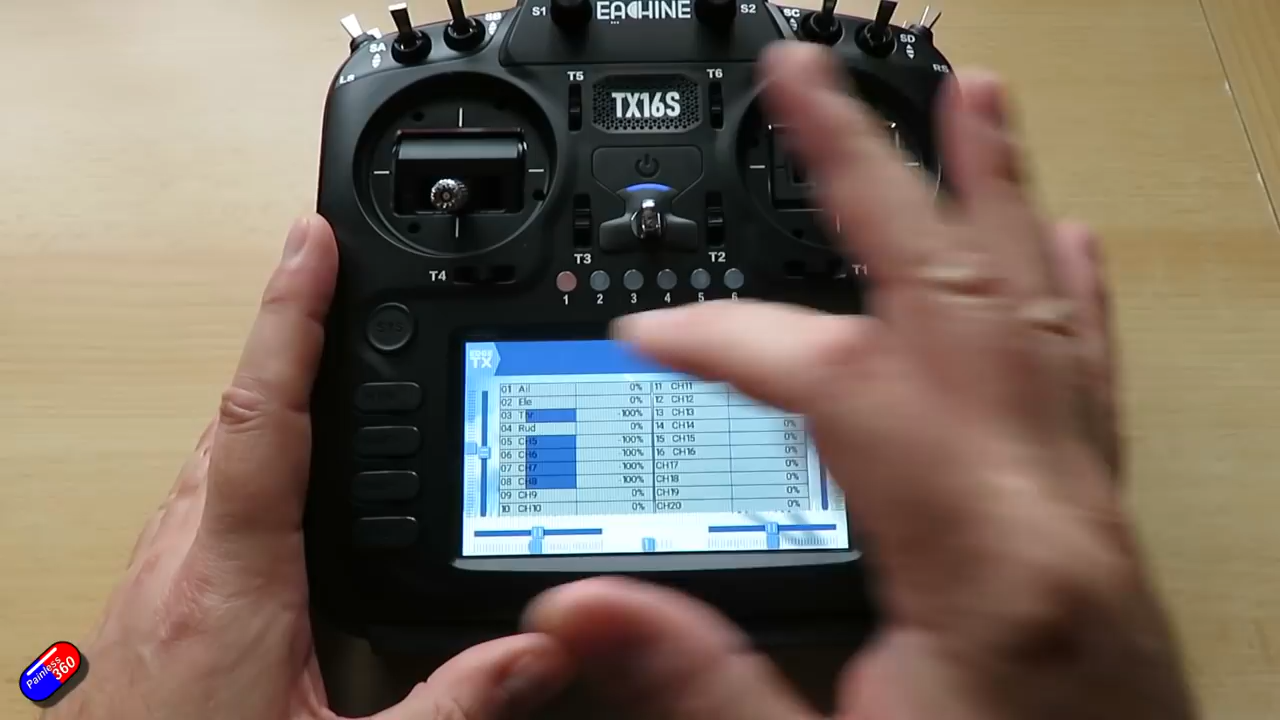 S1 EACHINE S2
SA SB SC SD
LS RS
T5 T6
TX16S
T3 T2
T4 T1
1 2 3 4 5 6
SYS
EDGE
TX
01 Ail 0% 11 CH11
02 Ele 0% 12 CH12
03 Thr -100% 13 CH13
04 Rud 0% 14 CH14 0%
05 CH5 -100% 15 CH15 0%
06 CH6 -100% 16 CH16 0%
07 CH7 -100% CH17 0%
08 CH8 -100% CH18 0%
09 CH9 0% CH19 0%
10 CH10 0% CH20 0%
Painless
360